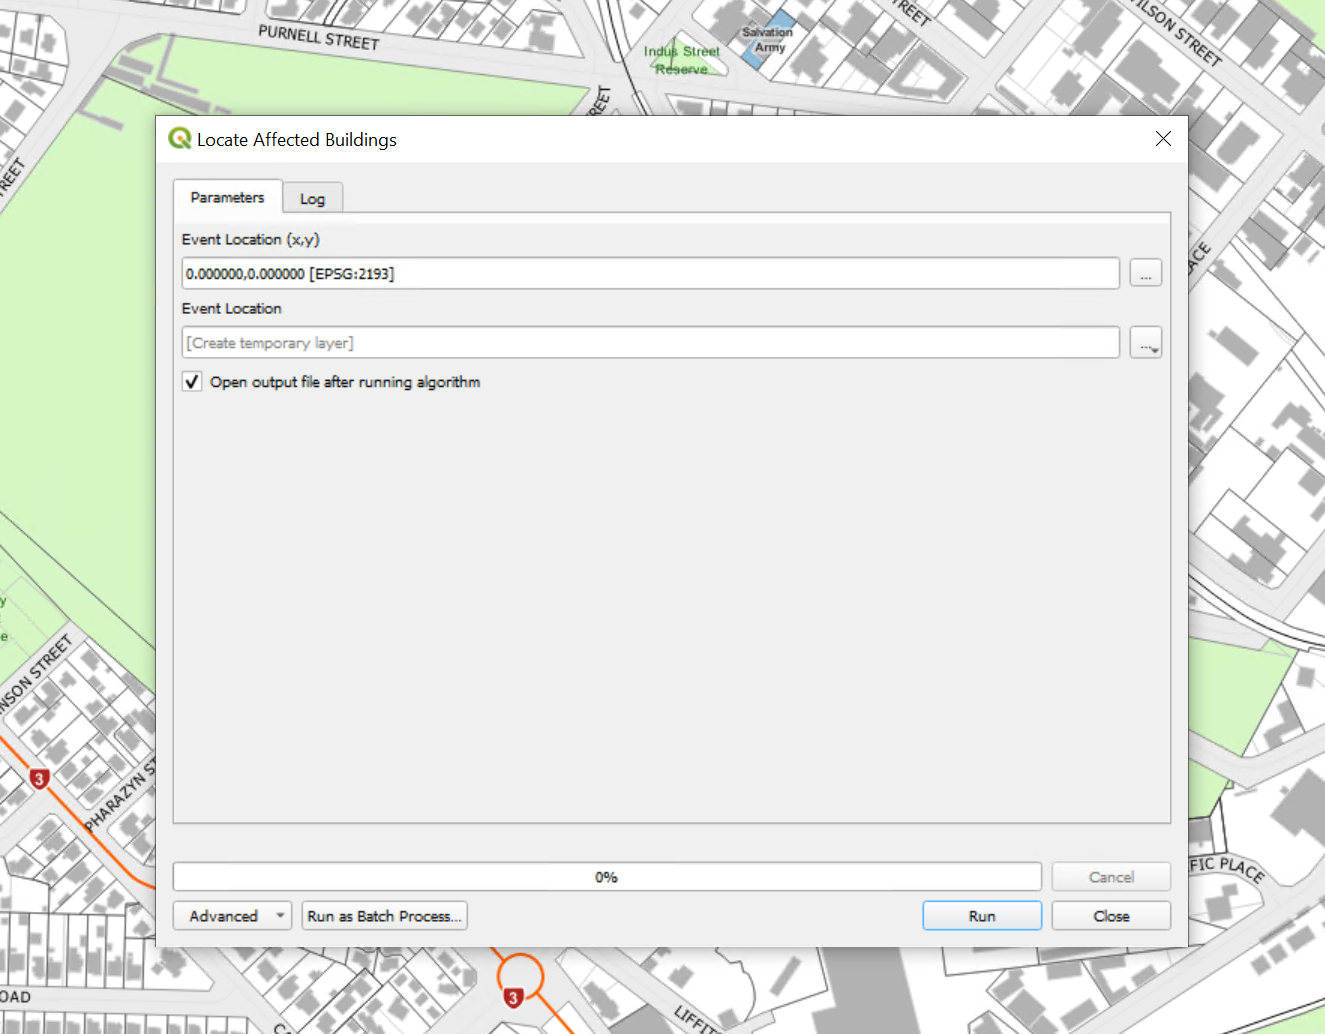 PURNELL STREET
Indus Street
Reserve
Salvation
Army
REET
ILSON STREET
REET
REET
Locate Affected Buildings
Parameters
Log
Event Location (x,y)
0.000000,0.000000 [EPSG:2193]
...
Event Location
[Create temporary layer]
...
Open output file after running algorithm
ACE
y
e
NSON STREET
3
PHARAZYN ST
FIC PLACE
0%
Cancel
Advanced
Run as Batch Process...
Run
Close
OAD
3
LIFFIT